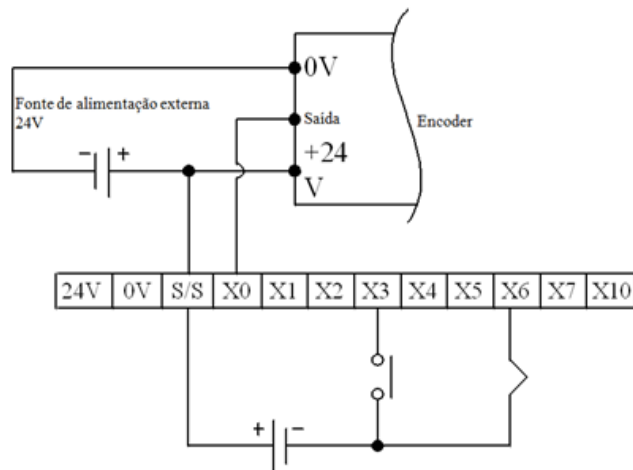 0V
Fonte de alimentação externa
24V
Saída
Encoder
- +
+24
V
24V 0V S/S X0 X1 X2 X3 X4 X5 X6 X7 X10
+ -